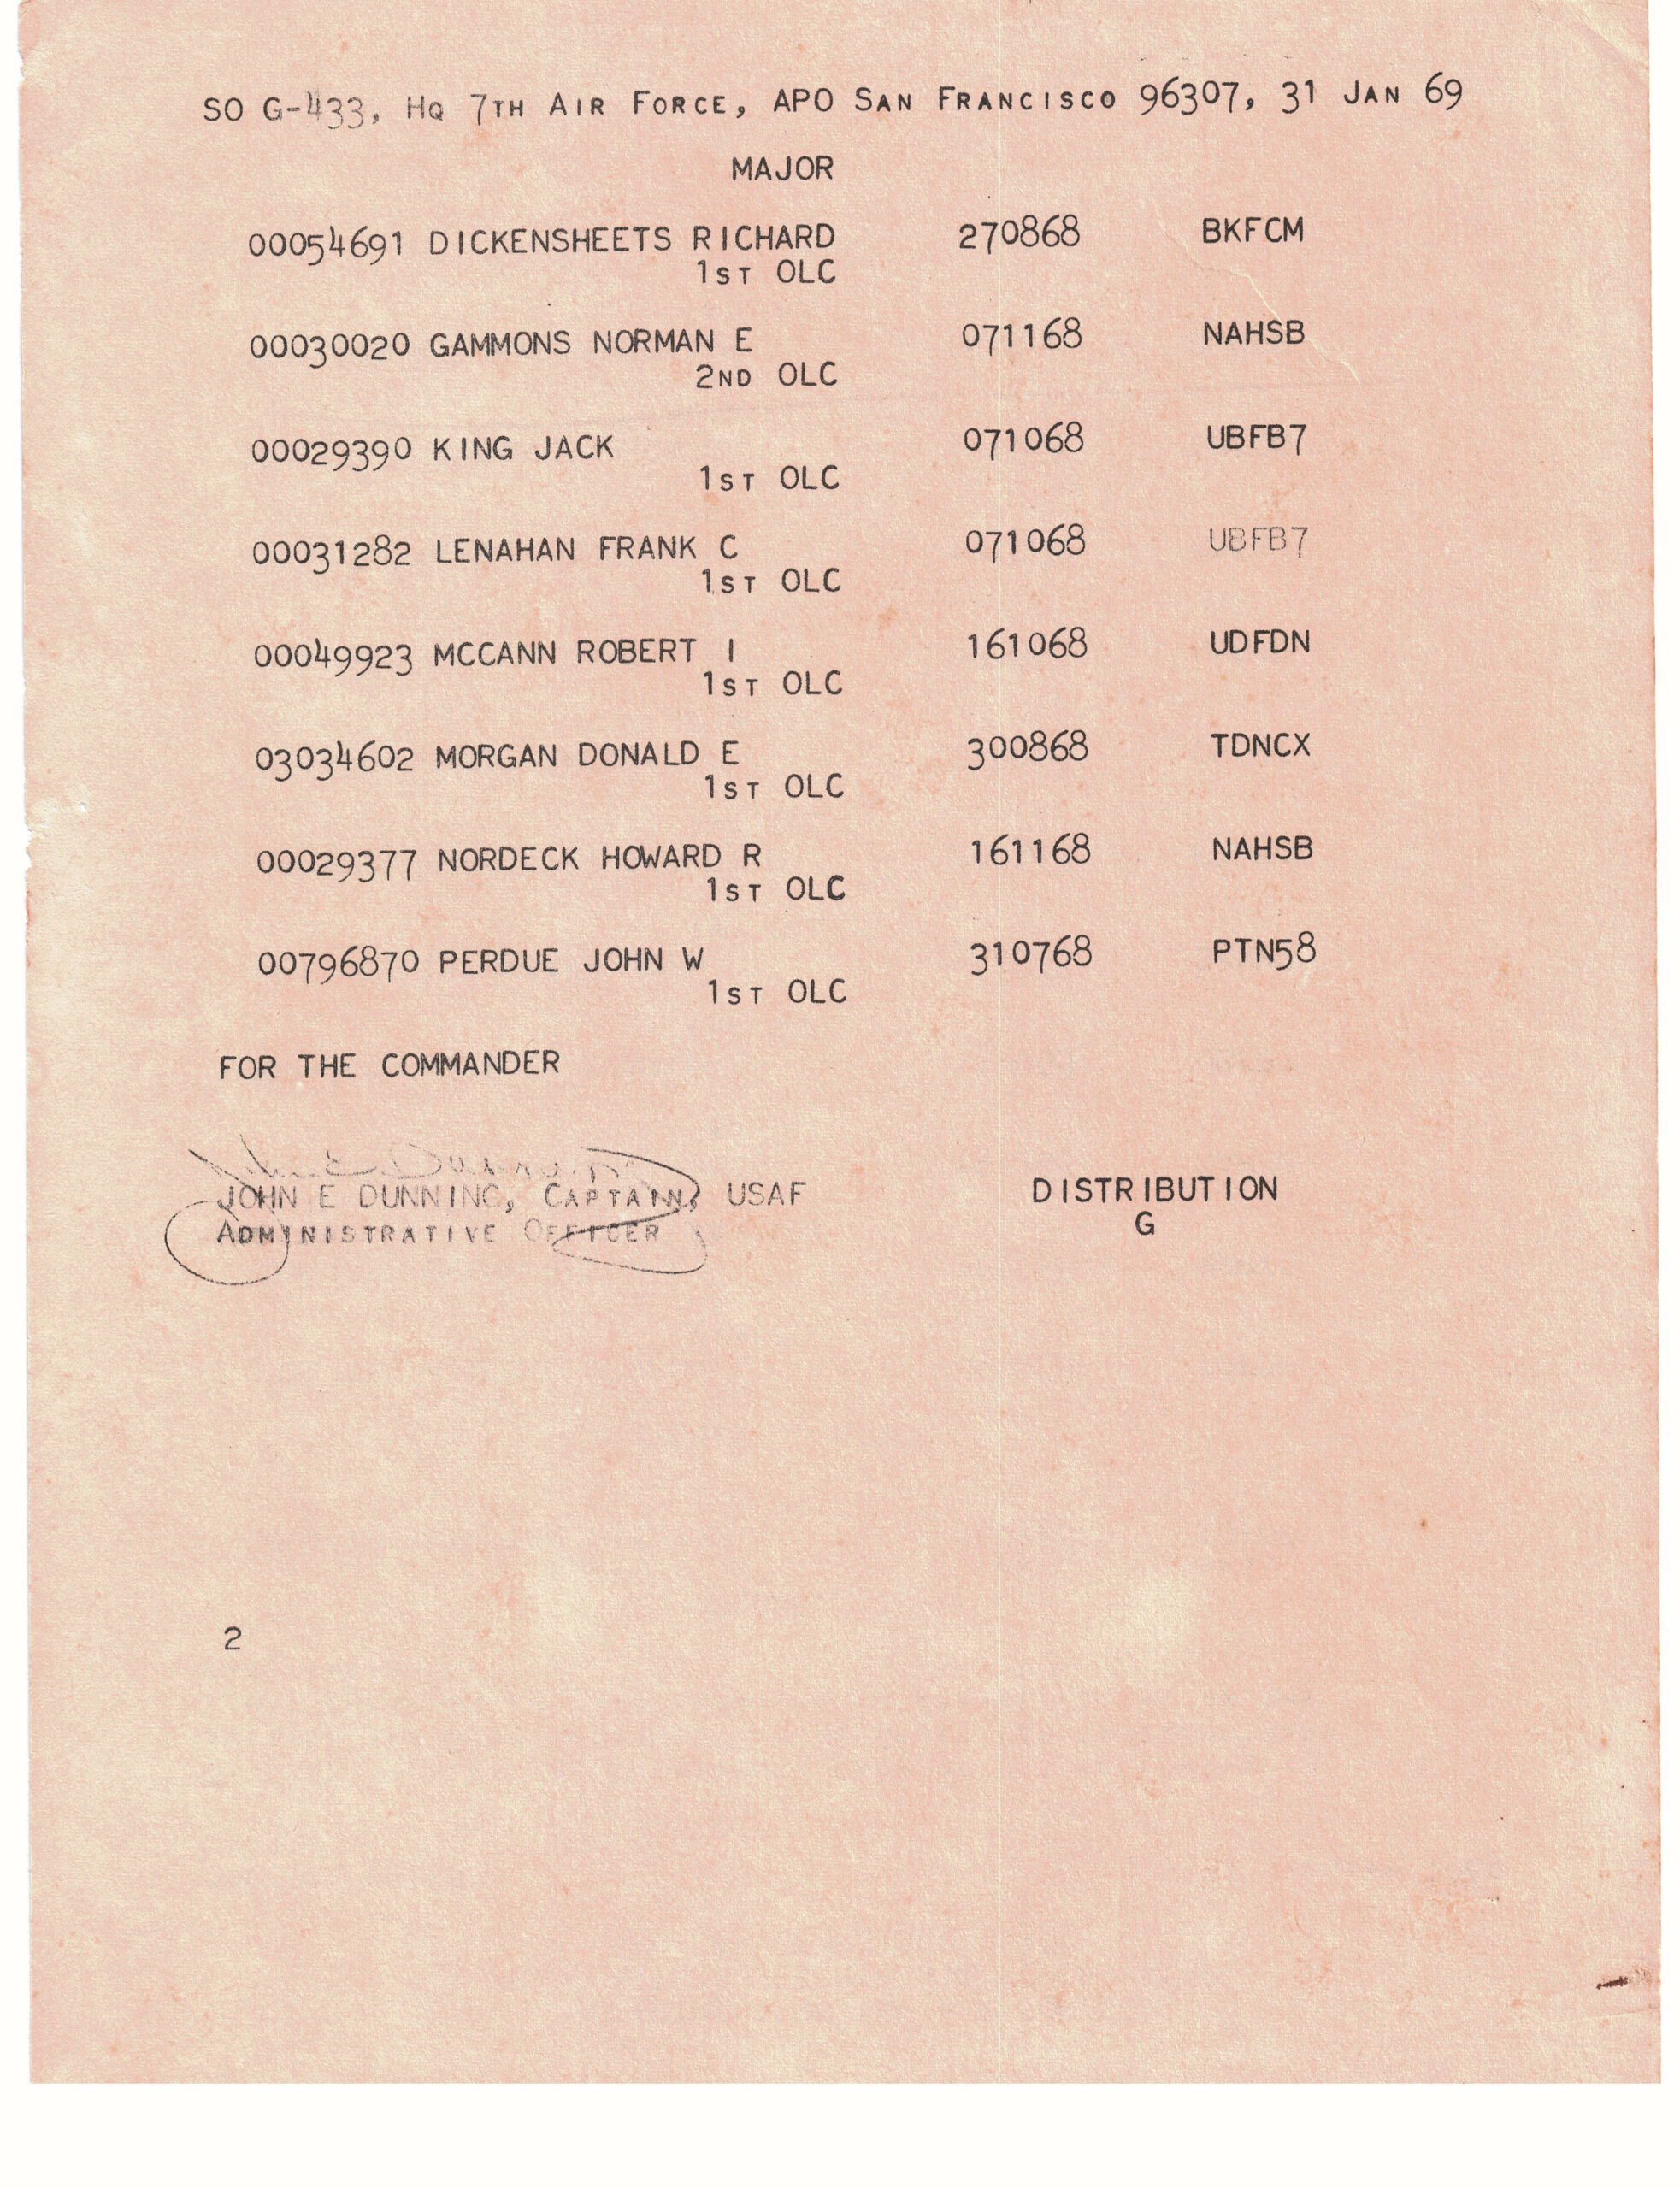 SO G-433, HQ 7TH AIR FORCE, APO SAN FRANCISCO 96307, 31 JAN 69
MAJOR
00054691 DICKENSHEETS RICHARD 270868 BKFCM
1ST OLC
00030020 GAMMONS NORMAN E 071168 NAHSB
2ND OLC
00029390 KING JACK 071068 UBFB7
1ST OLC
00031282 LENAHAN FRANK C 071068 UBFB7
1ST OLC
00049923 MCCANN ROBERT I 161068 UDFDN
1ST OLC
03034602 MORGAN DONALD E 300868 TDNCX
1ST OLC
00029377 NORDECK HOWARD R 161168 NAHSB
1ST OLC
00796870 PERDUE JOHN W 310768 PTN58
1ST OLC
FOR THE COMMANDER
John E Dunning
JOHN E DUNNING, CAPTAIN, USAF DISTRIBUTION
ADMINISTRATIVE OFFICER G
2